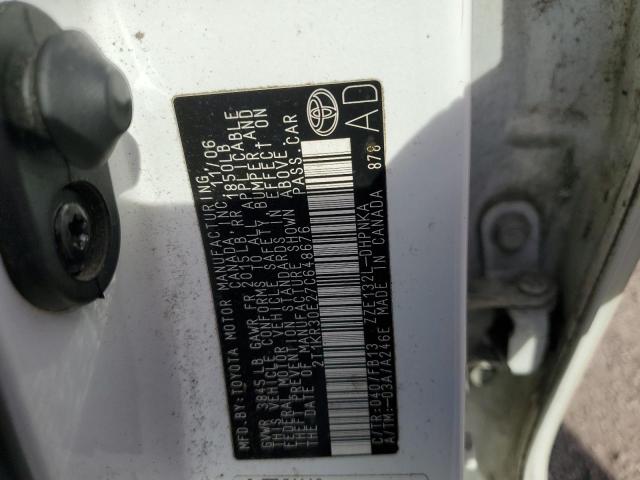 MFD.BY:TOYOTA MOTOR MANUFACTURING,
CANADA, INC. 11/06
GVWR 3845LB GAWR FR 2015LB RR 1850LB
THIS VEHICLE CONFORMS TO ALL APPLICABLE
FEDERAL MOTOR VEHICLE SAFETY BUMPER, AND
THEFT PREVENTION STANDARDS IN EFFECT ON
THE DATE OF MANUFACTURE SHOWN ABOVE.
2T1KR30E27C648676 PASS.CAR
C/TR:040/FB13 ZZE132L-DHPNKA
A/TM:-03A/A246E MADE IN CANADA 878
AD